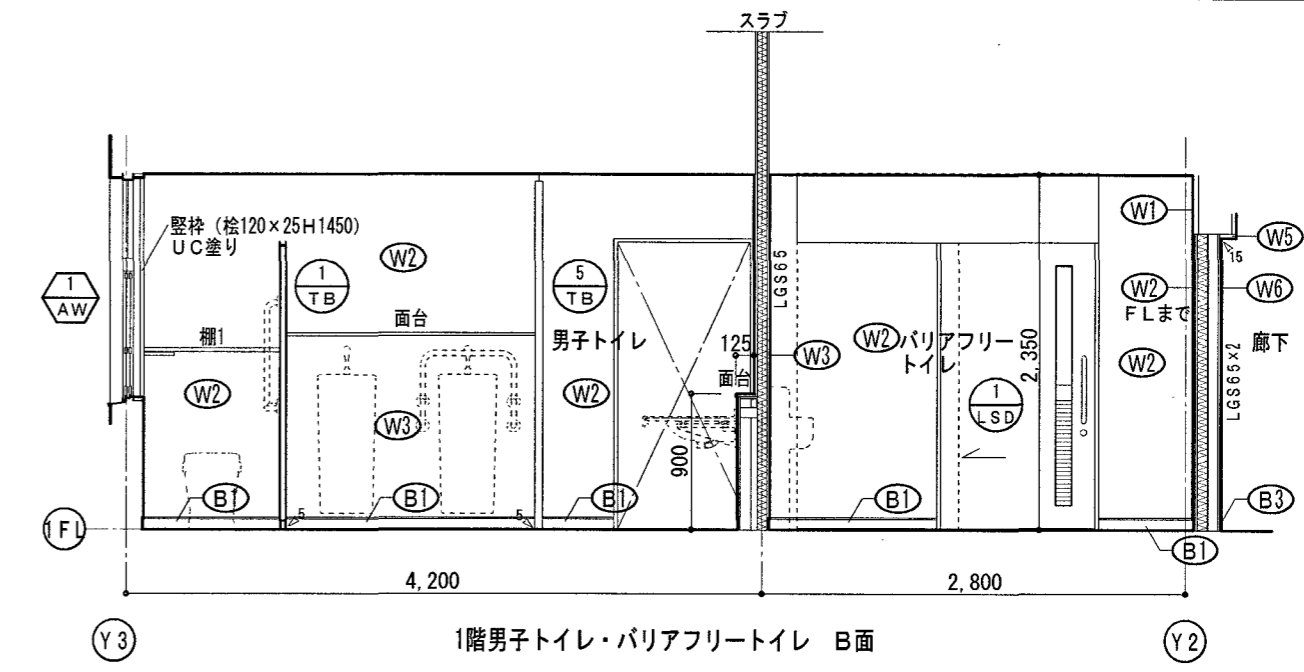 スラブ
竪枠（桧120×25H1450）
UC塗り
1
AW
棚1
W2
1
TB
W2
面台
W3
5
TB
男子トイレ
W2
125
面台
900
LGS65
W3
W2
バリアフリー
トイレ
1
LSD
2,350
W1
W2
FLまで
W2
W5
15
W6
廊下
LGS65×2
B3
B1
5
B1
5
B1
B1
B1
1FL
4,200
2,800
Y3
1階男子トイレ・バリアフリートイレ B面
Y2